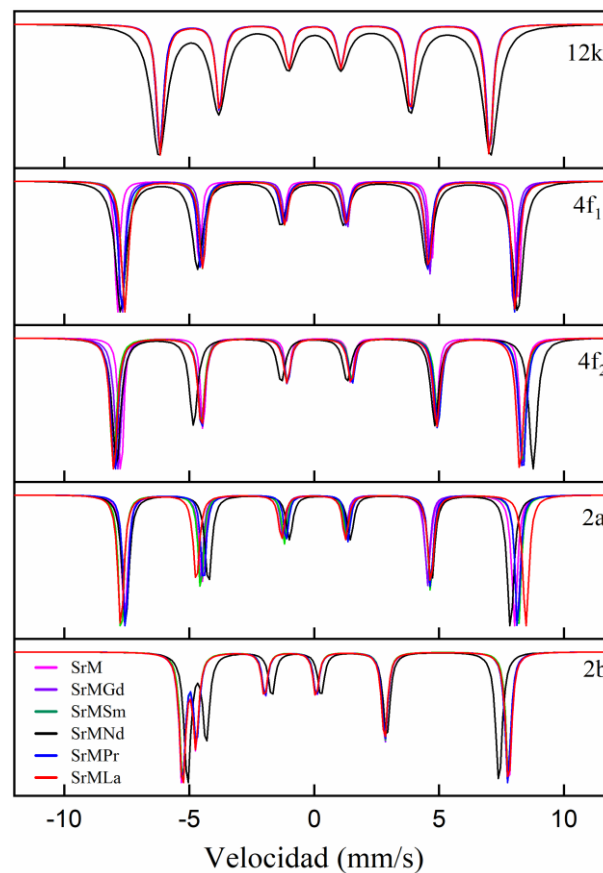 12k
4f₁
4f₂
2a
2b
SrM
SrMGd
SrMSm
SrMNd
SrMPr
SrMLa
-10 -5 0 5 10
Velocidad (mm/s)